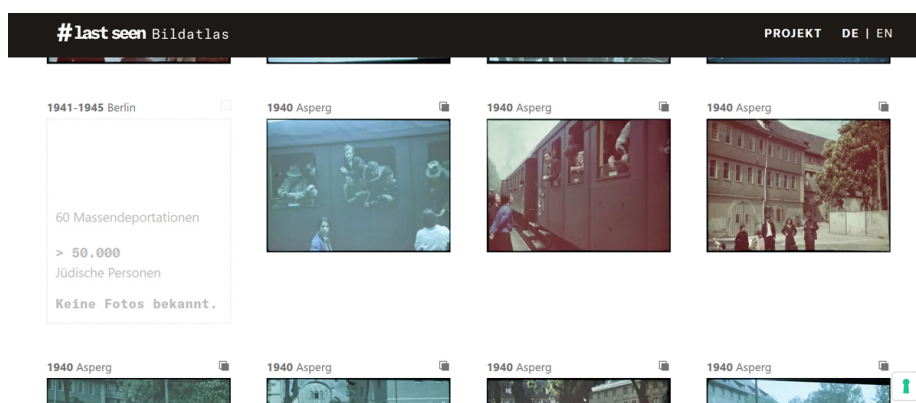 #last seen Bildatlas
PROJEKT DE | EN
1941-1945 Berlin
60 Massendeportationen
> 50.000
Jüdische Personen
Keine Fotos bekannt.
1940 Asperg
1940 Asperg
1940 Asperg
1940 Asperg
1940 Asperg
1940 Asperg
1940 Asperg